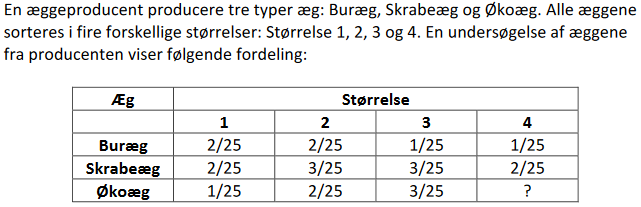 En æggeproducent producere tre typer æg: Buræg, Skrabeæg og Økoæg. Alle æggene
sorteres i fire forskellige størrelser: Størrelse 1, 2, 3 og 4. En undersøgelse af æggene
fra producenten viser følgende fordeling:
Æg Størrelse
1 2 3 4
Buræg 2/25 2/25 1/25 1/25
Skrabeæg 2/25 3/25 3/25 2/25
Økoæg 1/25 2/25 3/25 ?